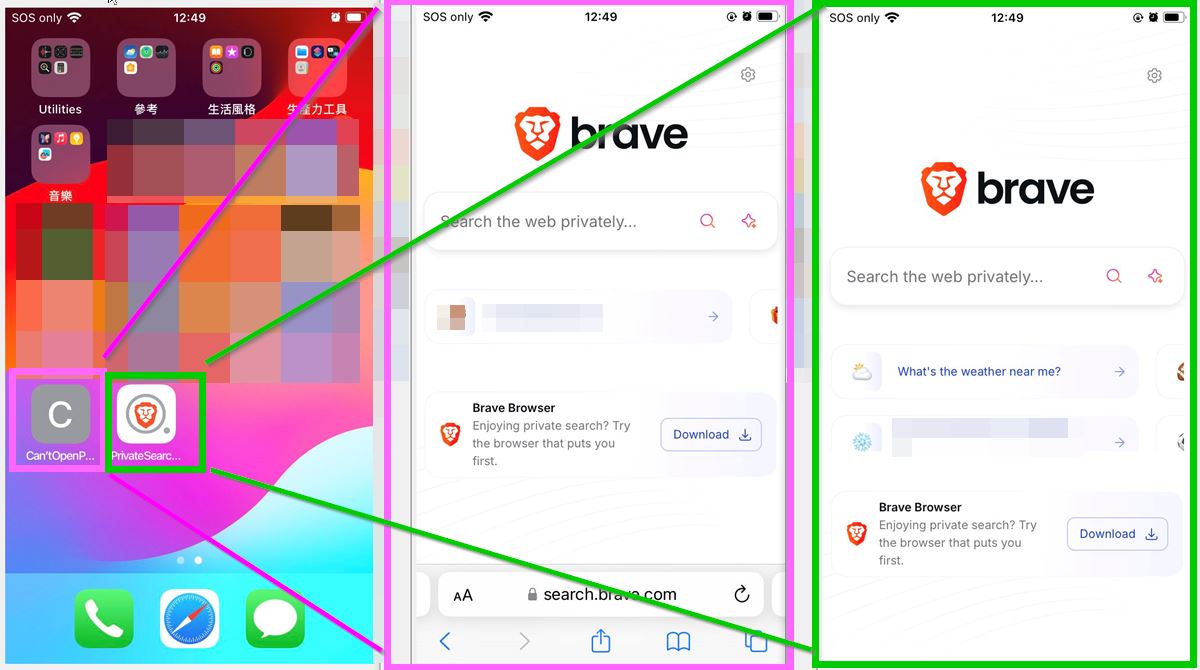 SOS only
12:49
Utilities
參考
生活風格
生產力工具
音樂
C
Can'tOpenP...
PrivateSearc...
SOS only
12:49
brave
Search the web privately...
Brave Browser
Enjoying private search? Try
the browser that puts you
first.
Download
AA
search.brave.com
SOS only
12:49
brave
Search the web privately...
What's the weather near me?
Brave Browser
Enjoying private search? Try
the browser that puts you
first.
Download